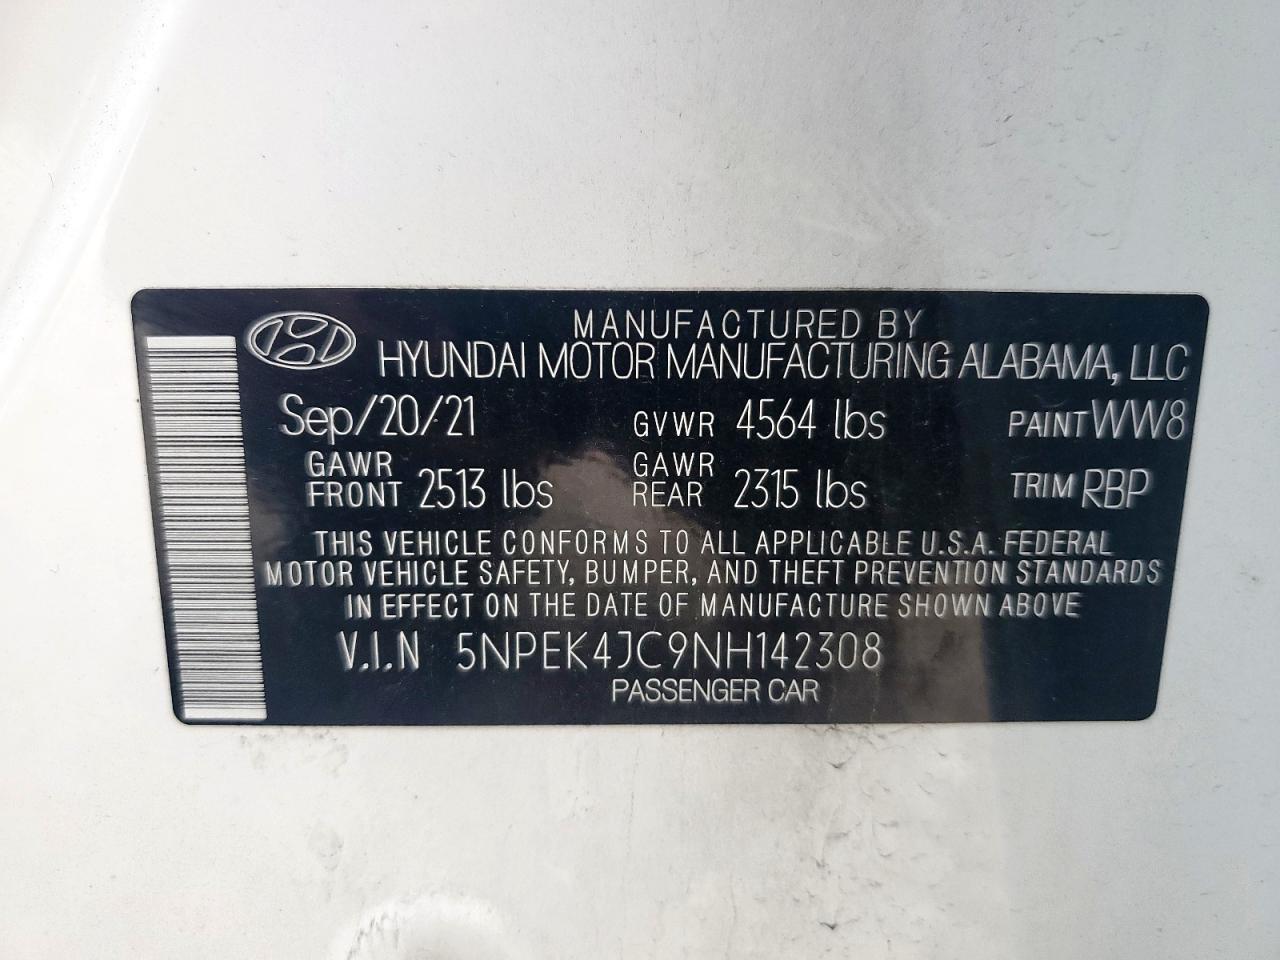 MANUFACTURED BY
HYUNDAI MOTOR MANUFACTURING ALABAMA, LLC
Sep/20/21 GVWR 4564 lbs PAINT WW8
GAWR FRONT 2513 lbs GAWR REAR 2315 lbs TRIM RBP
THIS VEHICLE CONFORMS TO ALL APPLICABLE U.S.A. FEDERAL
MOTOR VEHICLE SAFETY, BUMPER, AND THEFT PREVENTION STANDARDS
IN EFFECT ON THE DATE OF MANUFACTURE SHOWN ABOVE
V.I.N 5NPEK4JC9NH142308
PASSENGER CAR